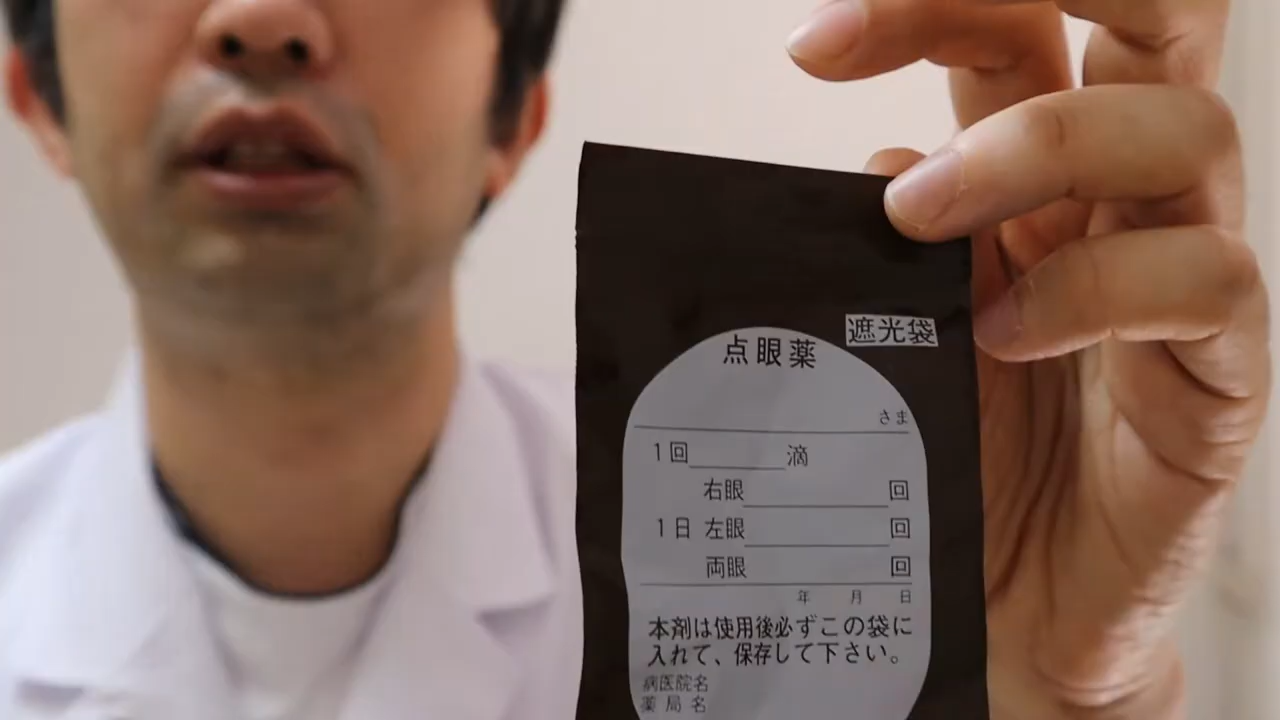 遮光袋
点眼薬
さま
1回 滴
右眼 回
1日 左眼 回
両眼 回
年 月 日
本剤は使用後必ずこの袋に
入れて、保存して下さい。
病医院名
薬局名